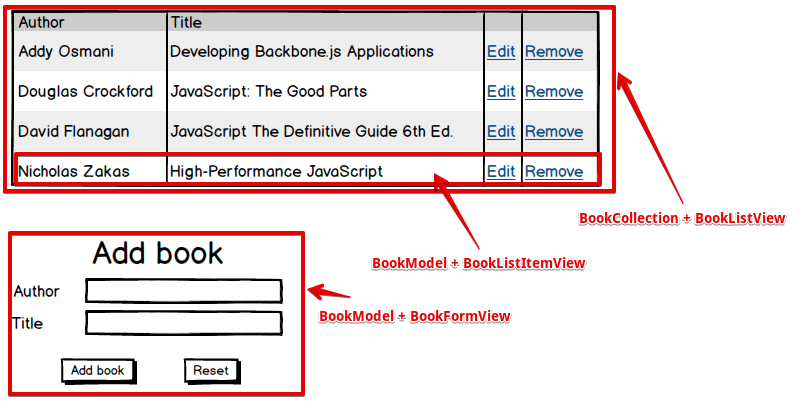 Author Title
Addy Osmani Developing Backbone.js Applications Edit Remove
Douglas Crockford JavaScript: The Good Parts Edit Remove
David Flanagan JavaScript The Definitive Guide 6th Ed. Edit Remove
Nicholas Zakas High-Performance JavaScript Edit Remove
BookCollection + BookListView
BookModel + BookListItemView
Add book
Author
Title
BookModel + BookFormView
Add book Reset